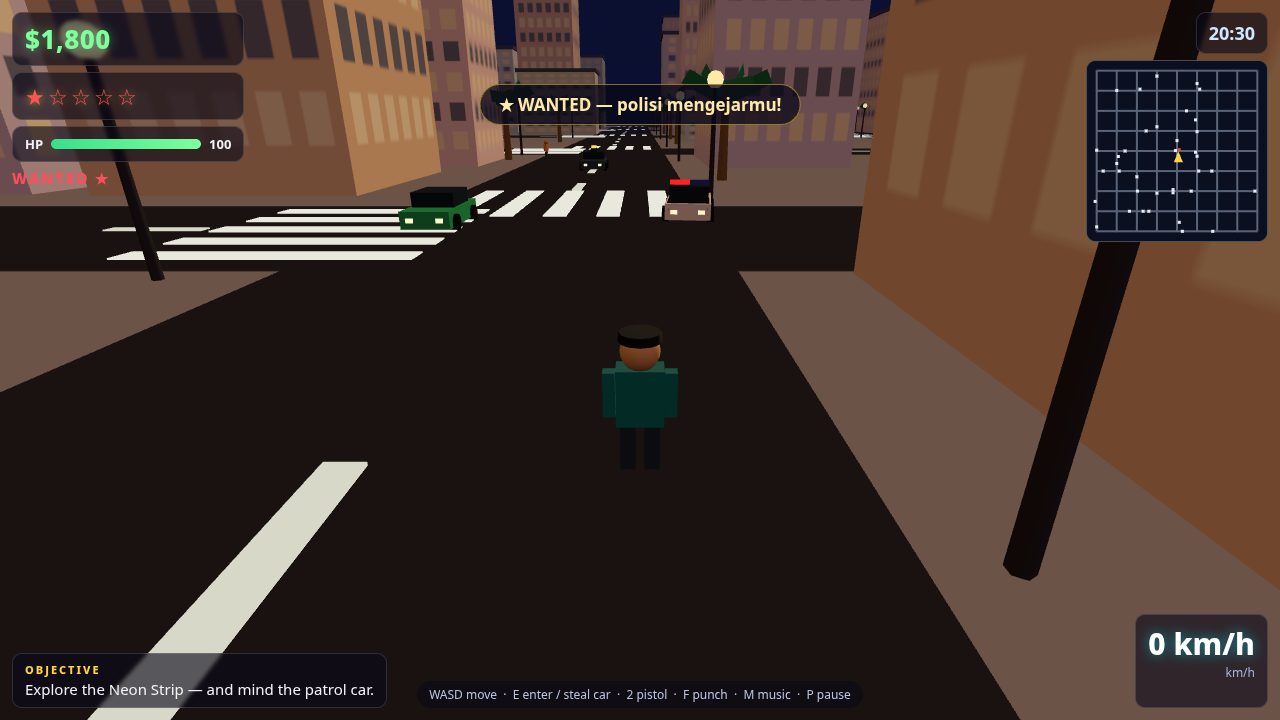 $1,800
20:30
★☆☆☆☆
★ WANTED — polisi mengejarmu!
HP 100
WANTED ★
0 km/h
km/h
OBJECTIVE
Explore the Neon Strip — and mind the patrol car.
WASD move · E enter / steal car · 2 pistol · F punch · M music · P pause